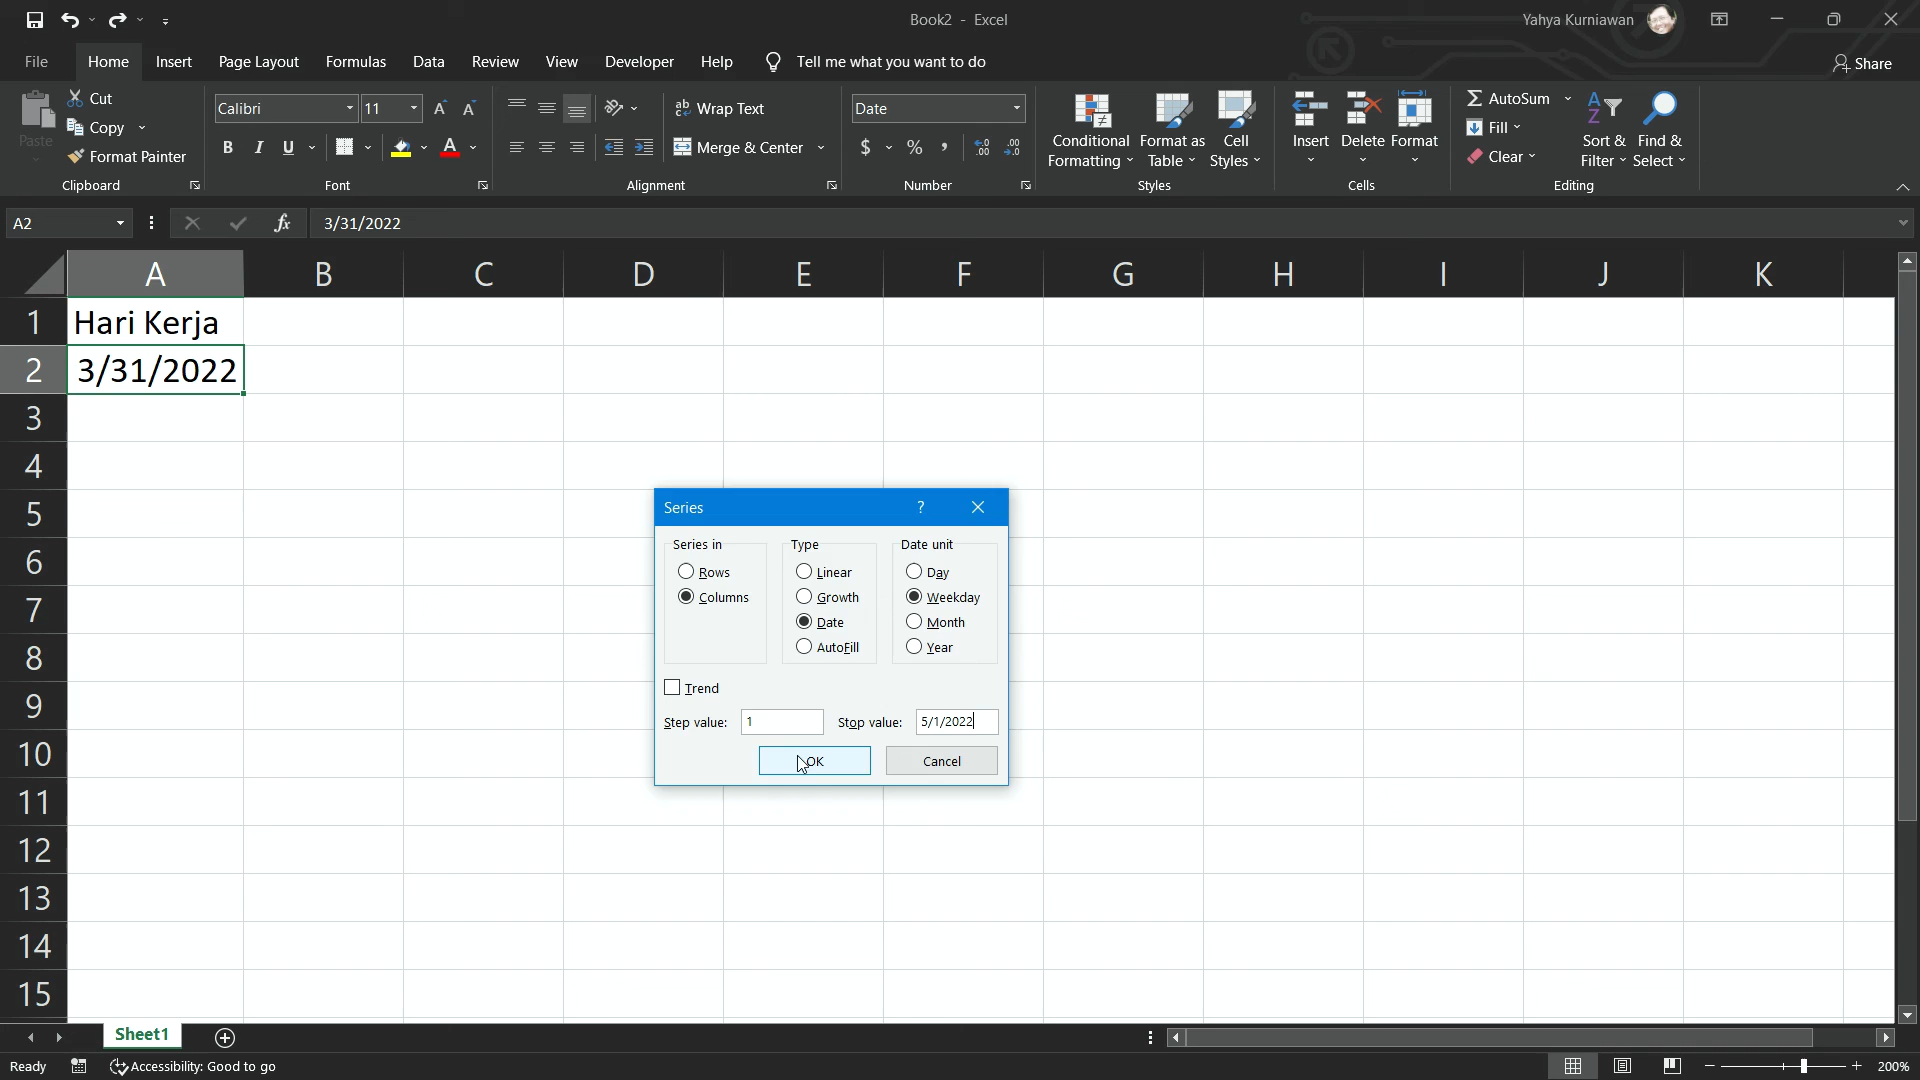 Book2 - Excel
Yahya Kurniawan
File Home Insert Page Layout Formulas Data Review View Developer Help Tell me what you want to do
Share
Paste
Cut
Copy
Format Painter
Clipboard
Calibri 11
B I U
Font
Wrap Text
Merge & Center
Alignment
Date
$ % ,
Number
Conditional Formatting
Format as Table
Cell Styles
Styles
Insert Delete Format
Cells
AutoSum
Fill
Clear
Sort & Filter
Find & Select
Editing
A2 fx 3/31/2022
A B C D E F G H I J K
1 Hari Kerja
2 3/31/2022
3
4
5
6
7
8
9
10
11
12
13
14
15
Series ?
Series in Type Date unit
Rows Linear Day
Columns Growth Weekday
Date Month
AutoFill Year
Trend
Step value: 1 Stop value: 5/1/2022
OK Cancel
Sheet1
Ready Accessibility: Good to go 200%